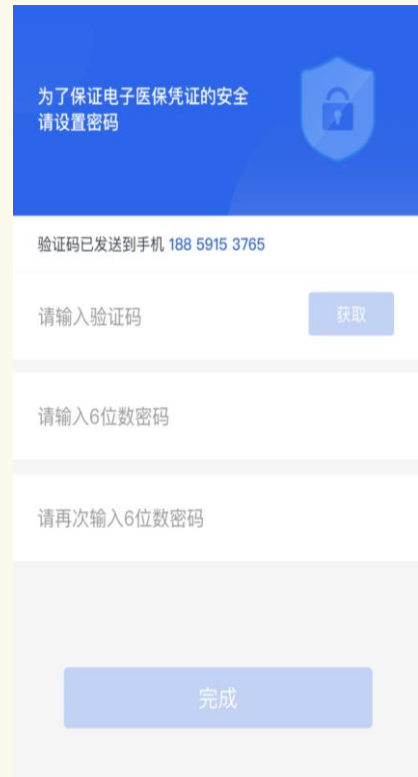 为了保证电子医保凭证的安全
请设置密码
验证码已发送到手机 188 5915 3765
请输入验证码
获取
请输入6位数密码
请再次输入6位数密码
完成